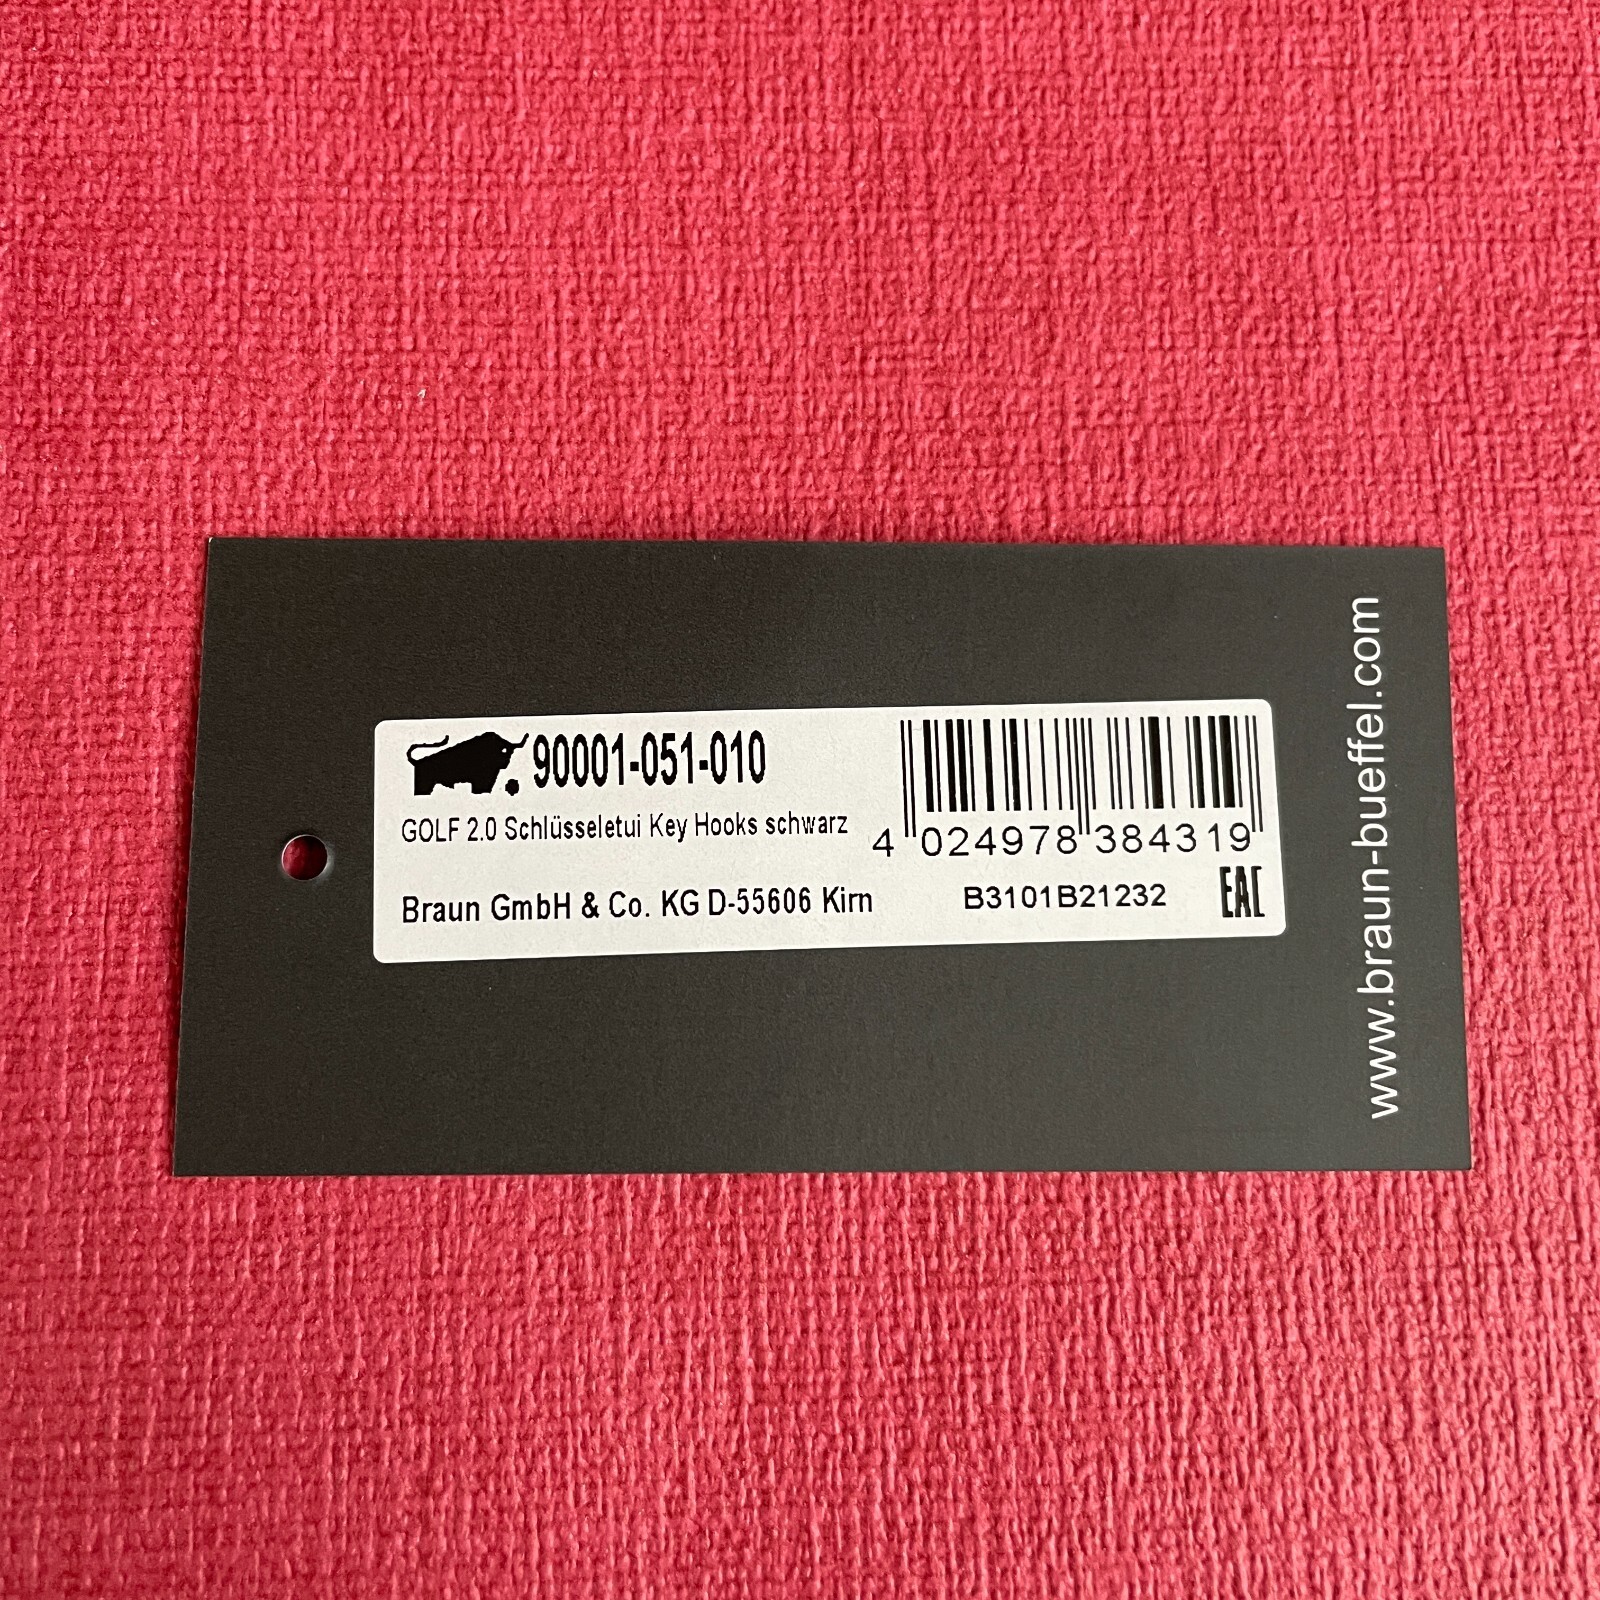 90001-051-010
GOLF 2.0 Schlüsseletui Key Hooks schwarz
4 024978 384319
Braun GmbH & Co. KG D-55606 Kirn
B3101B21232
EAC
www.braun-bueffel.com